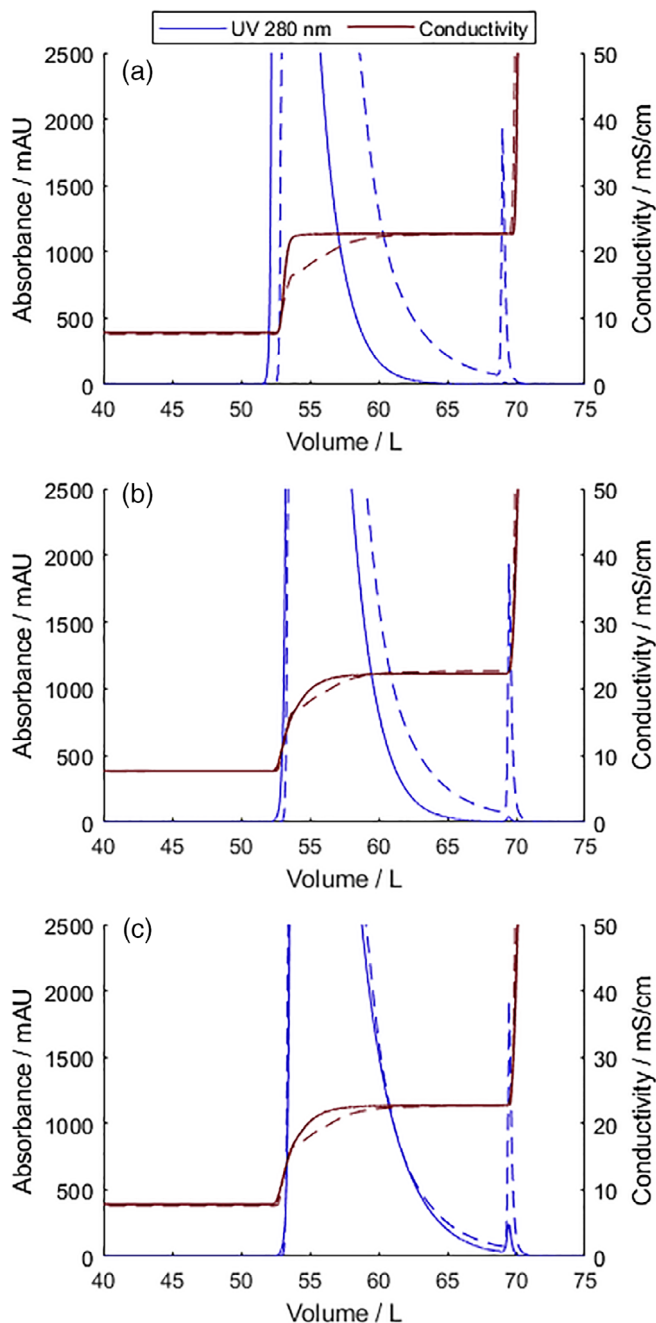 UV 280 nm Conductivity
(a)
2500 50
2000 40
1500 30
1000 20
500 10
0 0
Absorbance / mAU
Conductivity / mS/cm
40 45 50 55 60 65 70 75
Volume / L
(b)
2500 50
2000 40
1500 30
1000 20
500 10
0 0
Absorbance / mAU
Conductivity / mS/cm
40 45 50 55 60 65 70 75
Volume / L
(c)
2500 50
2000 40
1500 30
1000 20
500 10
0 0
Absorbance / mAU
Conductivity / mS/cm
40 45 50 55 60 65 70 75
Volume / L